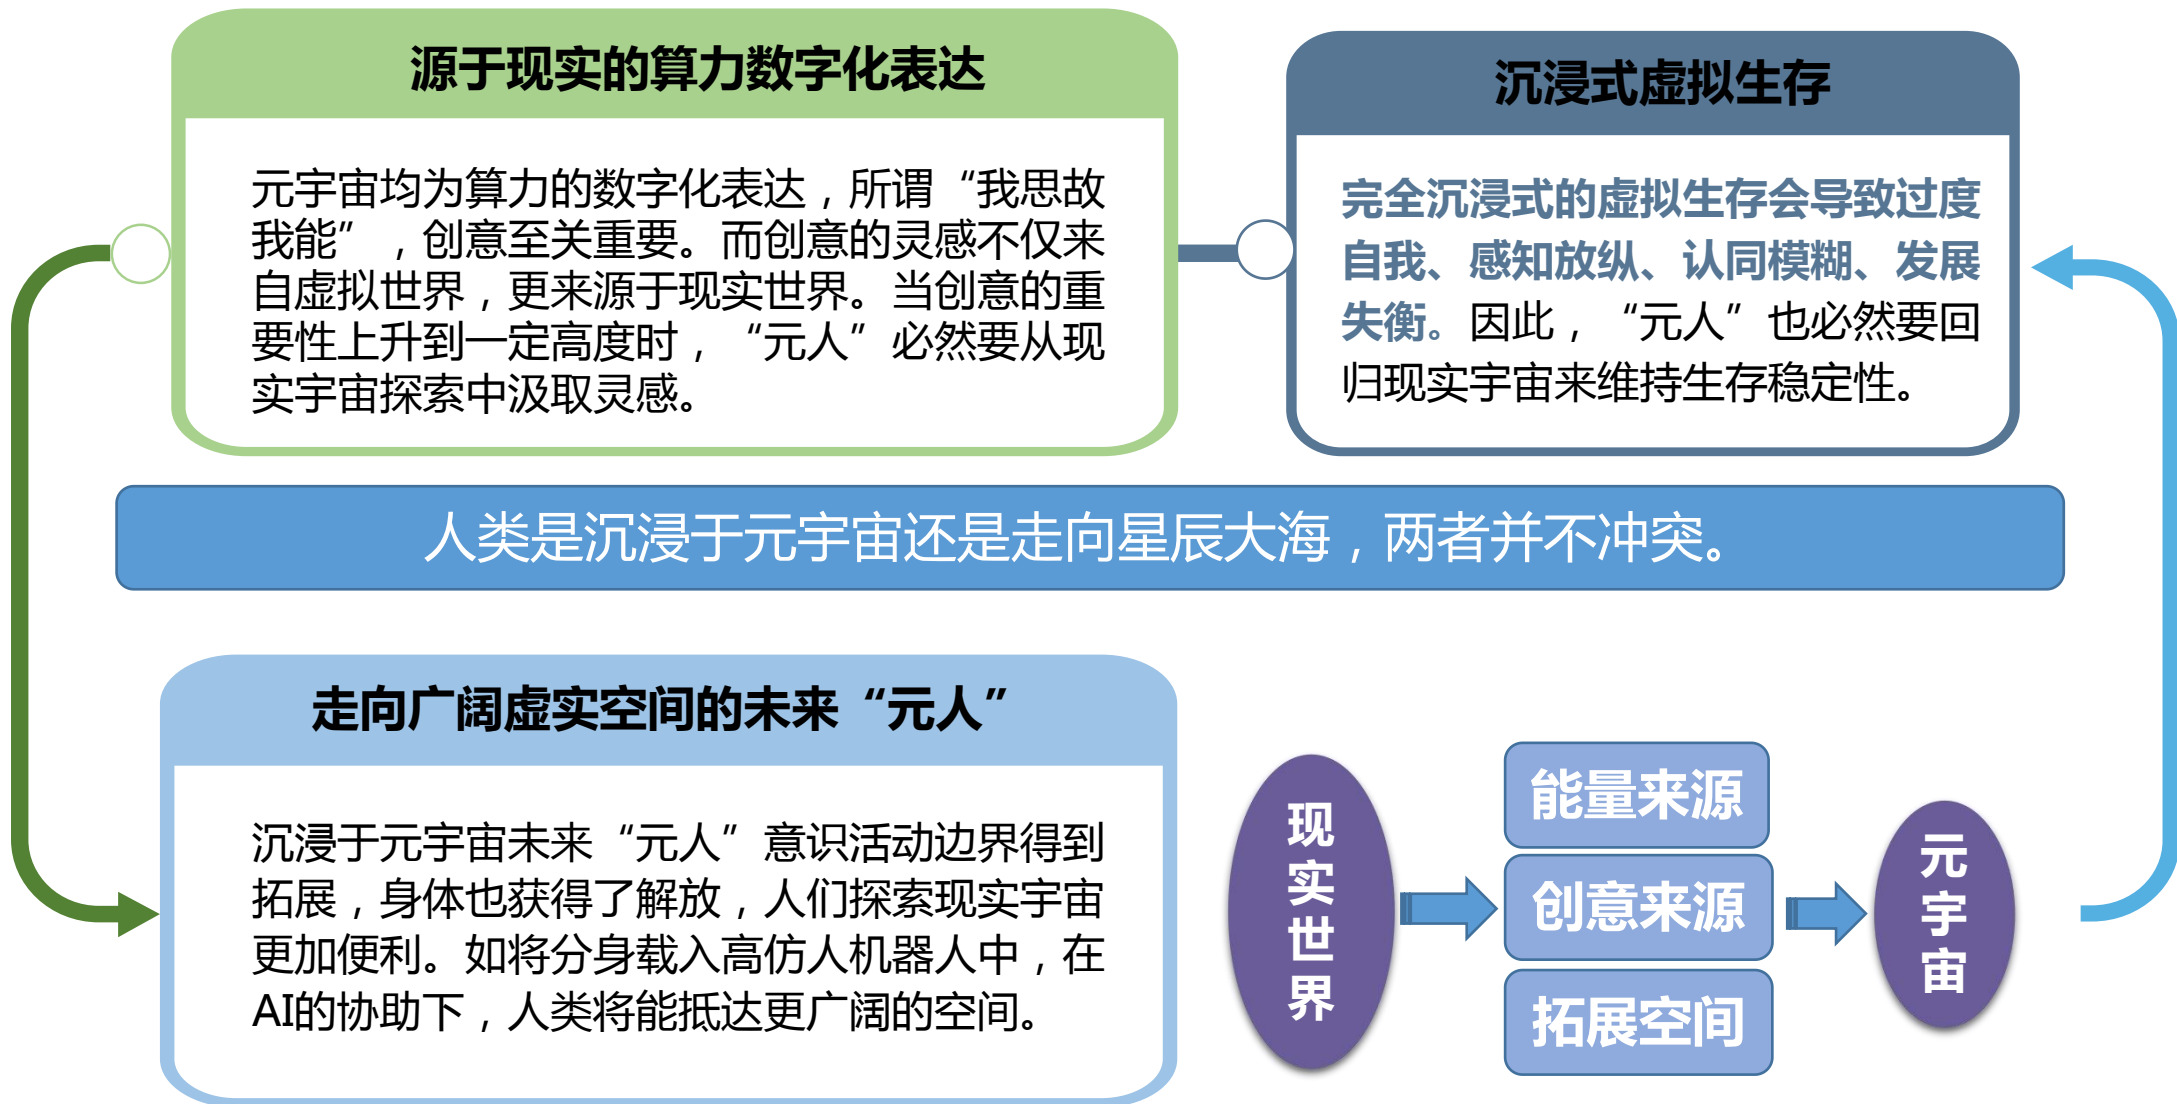 源于现实的算力数字化表达
元宇宙均为算力的数字化表达，所谓“我思故
我能”，创意至关重要。而创意的灵感不仅来
自虚拟世界，更来源于现实世界。当创意的重
要性上升到一定高度时，“元人”必然要从现
实宇宙探索中汲取灵感。
沉浸式虚拟生存
完全沉浸式的虚拟生存会导致过度
自我、感知放纵、认同模糊、发展
失衡。因此，“元人”也必然要回
归现实宇宙来维持生存稳定性。
人类是沉浸于元宇宙还是走向星辰大海，两者并不冲突。
走向广阔虚实空间的未来“元人”
沉浸于元宇宙未来“元人”意识活动边界得到
拓展，身体也获得了解放，人们探索现实宇宙
更加便利。如将分身载入高仿人机器人中，在
AI的协助下，人类将能抵达更广阔的空间。
现实世界
能量来源
创意来源
拓展空间
元宇宙